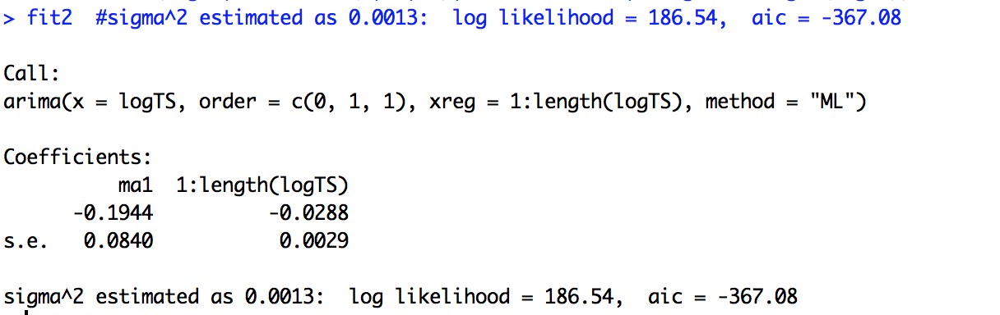 > fit2  #sigma^2 estimated as 0.0013:  log likelihood = 186.54,  aic = -367.08
Call:
arima(x = logTS, order = c(0, 1, 1), xreg = 1:length(logTS), method = "ML")
Coefficients:
          ma1  1:length(logTS)
      -0.1944          -0.0288
s.e.   0.0840           0.0029
sigma^2 estimated as 0.0013:  log likelihood = 186.54,  aic = -367.08